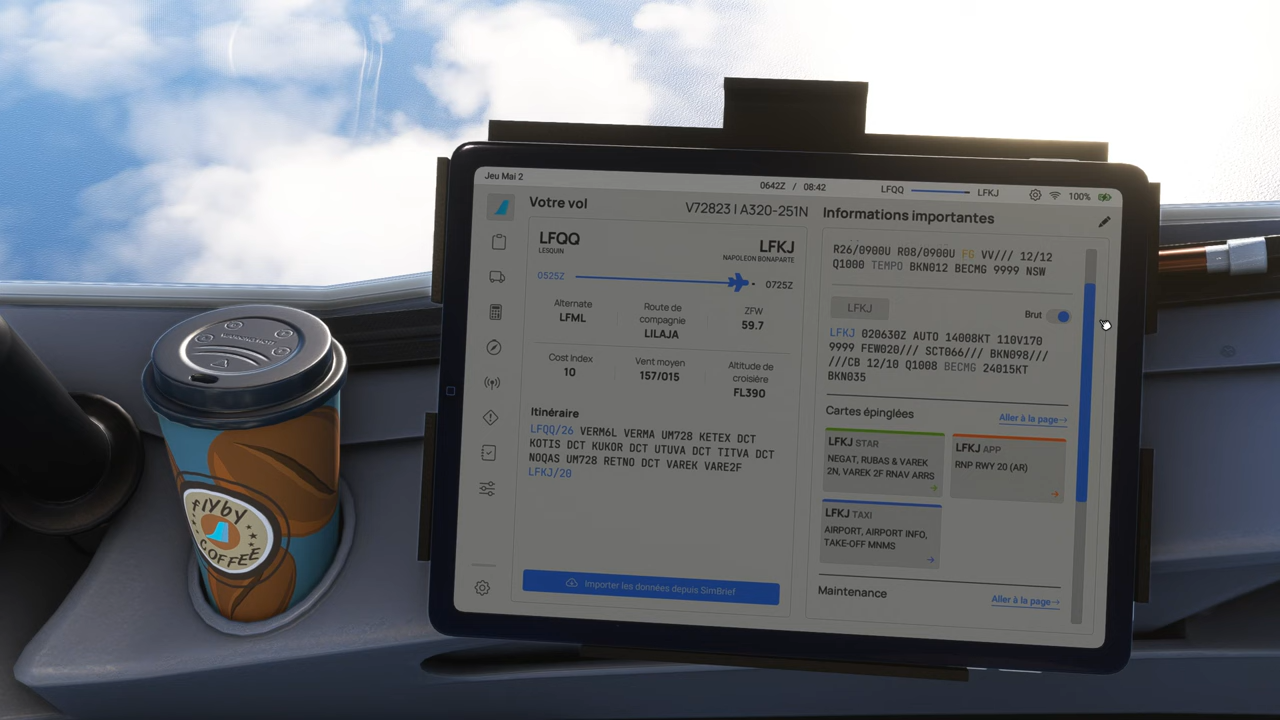 Jeu Mai 2
0642Z / 08:42
LFQQ
LFKJ
100%
Votre vol
V72823 | A320-251N
LFQQ
LESQUIN
LFKJ
NAPOLEON BONAPARTE
0525Z
0725Z
Alternate
LFML
Route de
compagnie
LILAJA
ZFW
59.7
Cost Index
10
Vent moyen
157/015
Altitude de
croisière
FL390
Itinéraire
LFQQ/26 VERM6L VERMA UM728 KETEX DCT
KOTIS DCT KUKOR DCT UTUVA DCT TITVA DCT
NOQAS UM728 RETNO DCT VAREK VARE2F
LFKJ/20
Importer les données depuis SimBrief
Informations importantes
R26/0900U R08/0900U FG VV/// 12/12
Q1000 TEMPO BKN012 BECMG 9999 NSW
LFKJ
Brut
LFKJ 020630Z AUTO 14008KT 110V170
9999 FEW020/// SCT066/// BKN098///
///CB 12/10 Q1008 BECMG 24015KT
BKN035
Cartes épinglées
Aller à la page
LFKJ STAR
NEGAT, RUBAS & VAREK
2N, VAREK 2F RNAV ARRS
LFKJ APP
RNP RWY 20 (AR)
LFKJ TAXI
AIRPORT, AIRPORT INFO,
TAKE-OFF MNMS
Maintenance
Aller à la page
flyby
COFFEE